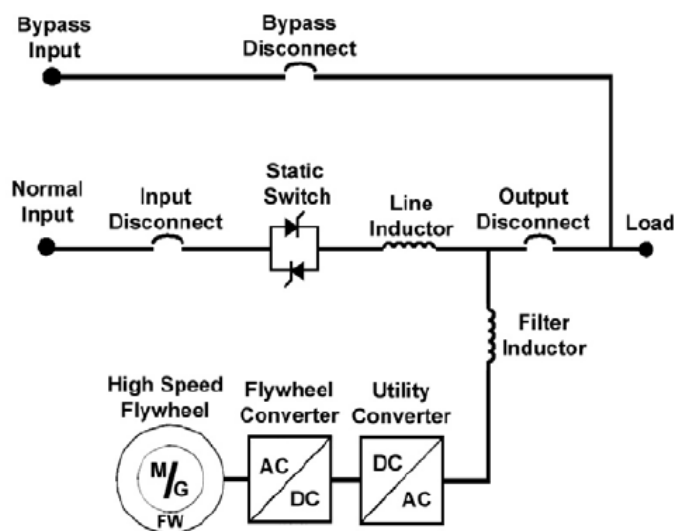 Bypass
Input
Bypass
Disconnect
Normal
Input
Input
Disconnect
Static
Switch
Line
Inductor
Output
Disconnect
Load
Filter
Inductor
High Speed
Flywheel
Flywheel
Converter
Utility
Converter
M/G
FW
AC
DC
DC
AC